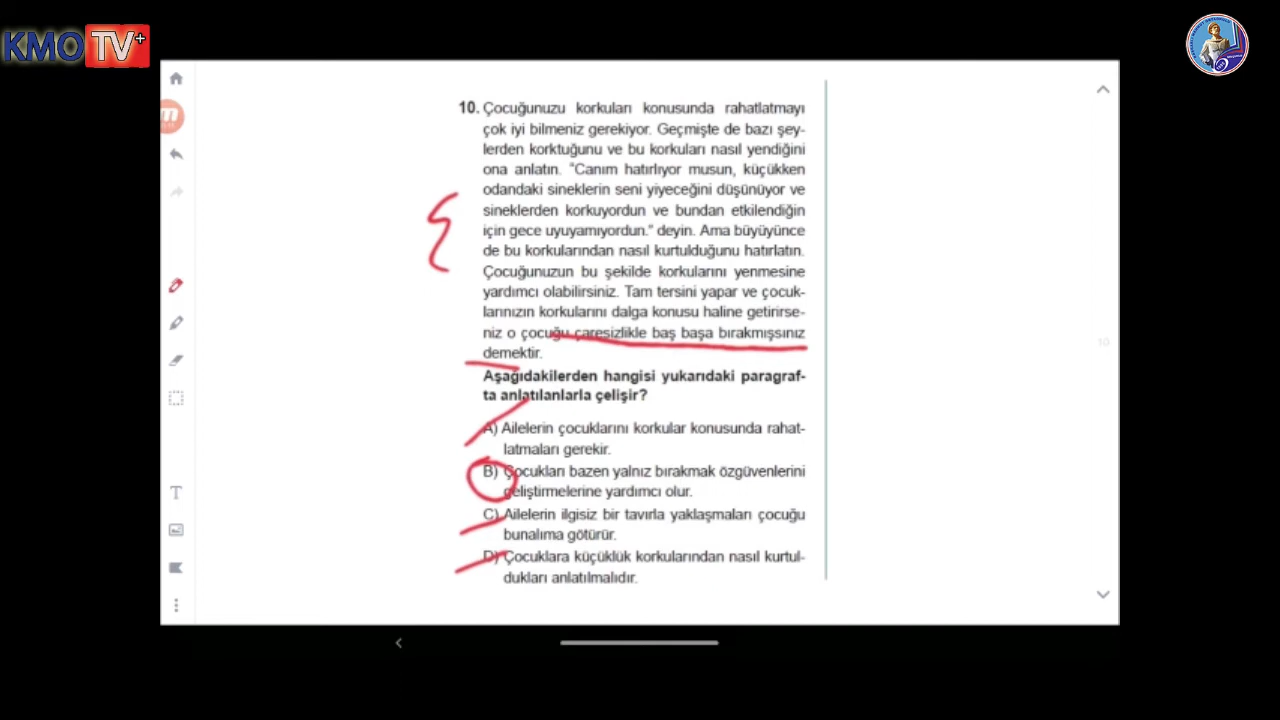 KMO TV+
10. Çocuğunuzu korkuları konusunda rahatlatmayı
çok iyi bilmeniz gerekiyor. Geçmişte de bazı şey-
lerden korktuğunu ve bu korkuları nasıl yendiğini
ona anlatın. "Canım hatırlıyor musun, küçükken
odandaki sineklerin seni yiyeceğini düşünüyor ve
sineklerden korkuyordun ve bundan etkilendiğin
için gece uyuyamıyordun." deyin. Ama büyüyünce
de bu korkularından nasıl kurtulduğunu hatırlatın.
Çocuğunuzun bu şekilde korkularını yenmesine
yardımcı olabilirsiniz. Tam tersini yapar ve çocuk-
larınızın korkularını dalga konusu haline getirirse-
niz o çocuğu çaresizlikle baş başa bırakmışsınız
demektir.
Aşağıdakilerden hangisi yukarıdaki paragraf-
ta anlatılanlarla çelişir?
A) Ailelerin çocuklarını korkular konusunda rahat-
latmaları gerekir.
B) Çocukları bazen yalnız bırakmak özgüvenlerini
geliştirmelerine yardımcı olur.
C) Ailelerin ilgisiz bir tavırla yaklaşmaları çocuğu
bunalıma götürür.
D) Çocuklara küçüklük korkularından nasıl kurtul-
dukları anlatılmalıdır.
10